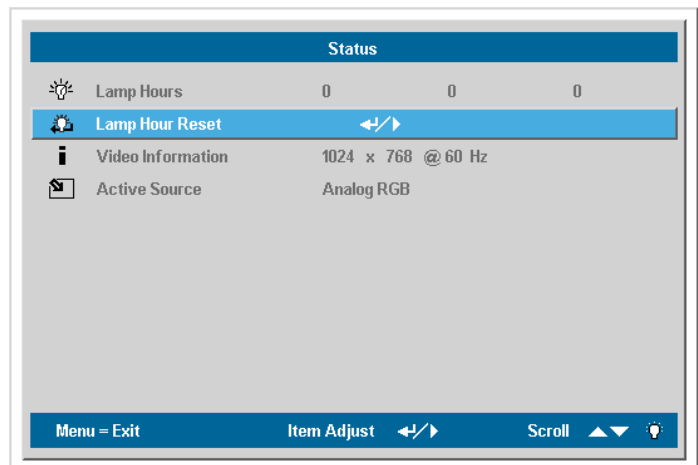 Status
Lamp Hours 0 0 0
Lamp Hour Reset
Video Information 1024 x 768 @ 60 Hz
Active Source Analog RGB
Menu = Exit Item Adjust Scroll